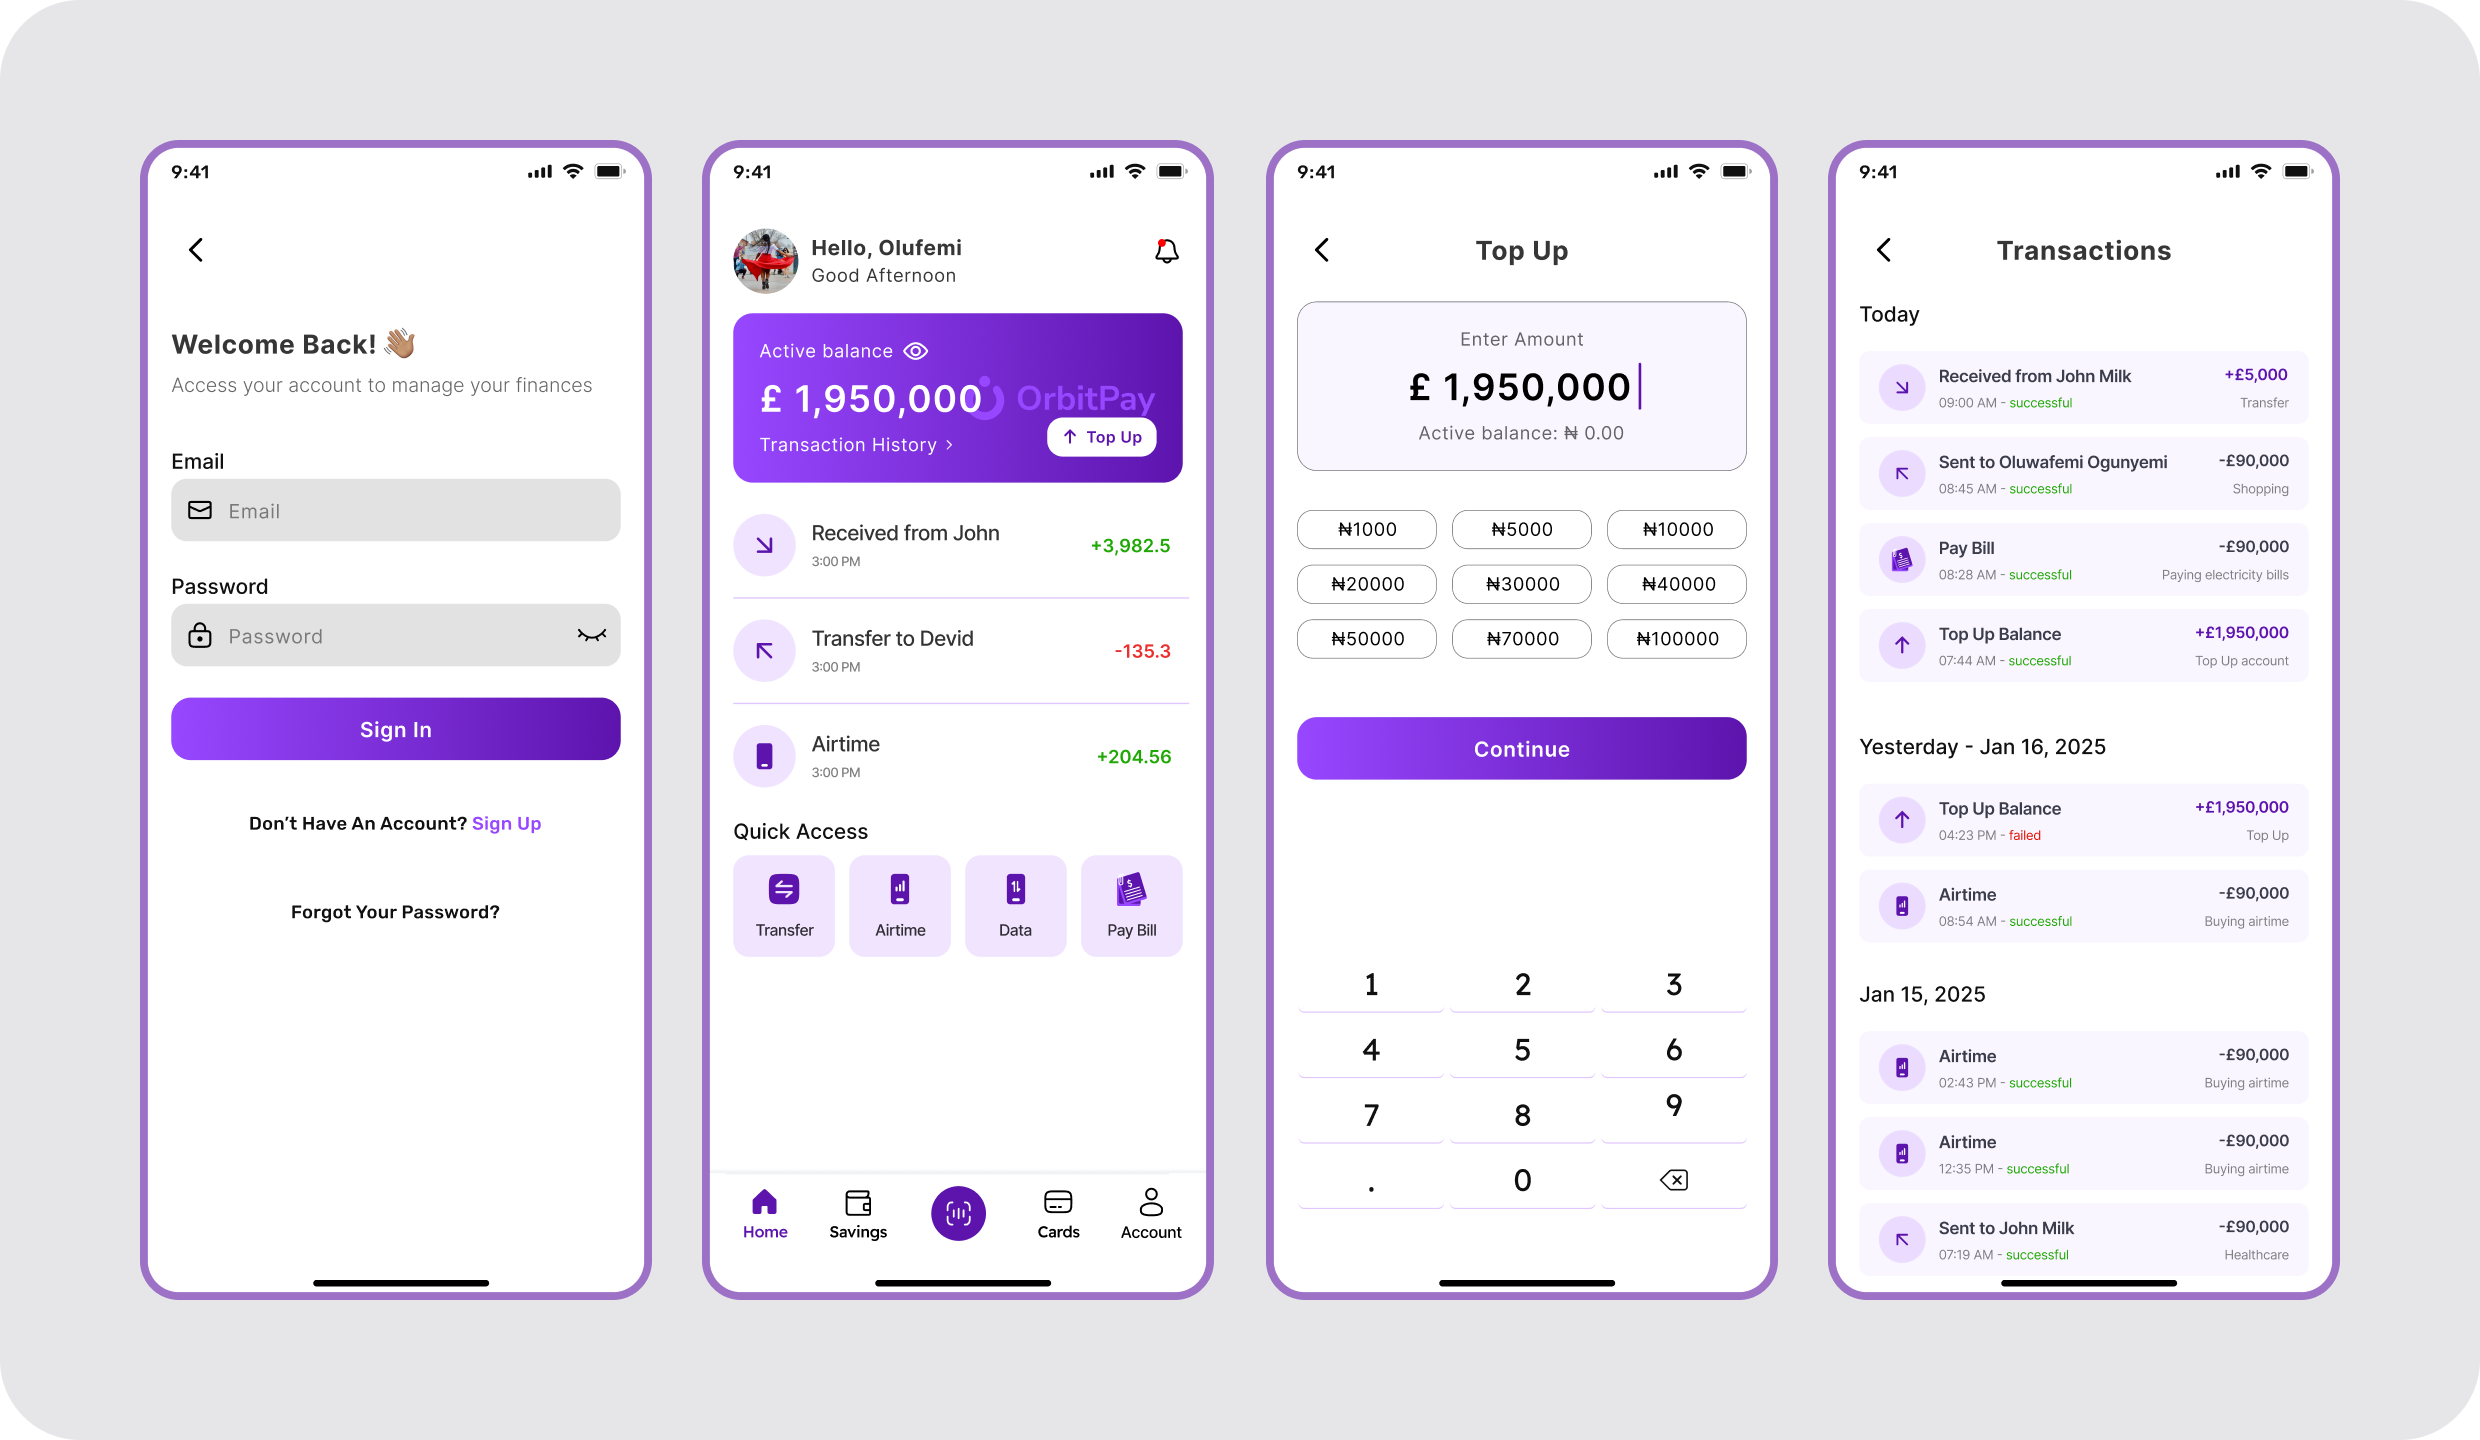 9:41
Welcome Back! 👋🏽
Access your account to manage your finances
Email
Email
Password
Password
Sign In
Don’t Have An Account? Sign Up
Forgot Your Password?
9:41
Hello, Olufemi
Good Afternoon
Active balance
£ 1,950,000
OrbitPay
Transaction History >
Top Up
Received from John
3:00 PM
+3,982.5
Transfer to Devid
3:00 PM
-135.3
Airtime
3:00 PM
+204.56
Quick Access
Transfer
Airtime
Data
Pay Bill
Home
Savings
Cards
Account
9:41
Top Up
Enter Amount
£ 1,950,000
Active balance: ₦ 0.00
₦1000
₦5000
₦10000
₦20000
₦30000
₦40000
₦50000
₦70000
₦100000
Continue
1
2
3
4
5
6
7
8
9
.
0
9:41
Transactions
Today
Received from John Milk
+£5,000
09:00 AM - successful
Transfer
Sent to Oluwafemi Ogunyemi
-£90,000
08:45 AM - successful
Shopping
Pay Bill
-£90,000
08:28 AM - successful
Paying electricity bills
Top Up Balance
+£1,950,000
07:44 AM - successful
Top Up account
Yesterday - Jan 16, 2025
Top Up Balance
+£1,950,000
04:23 PM - failed
Top Up
Airtime
-£90,000
08:54 AM - successful
Buying airtime
Jan 15, 2025
Airtime
-£90,000
02:43 PM - successful
Buying airtime
Airtime
-£90,000
12:35 PM - successful
Buying airtime
Sent to John Milk
-£90,000
07:19 AM - successful
Healthcare